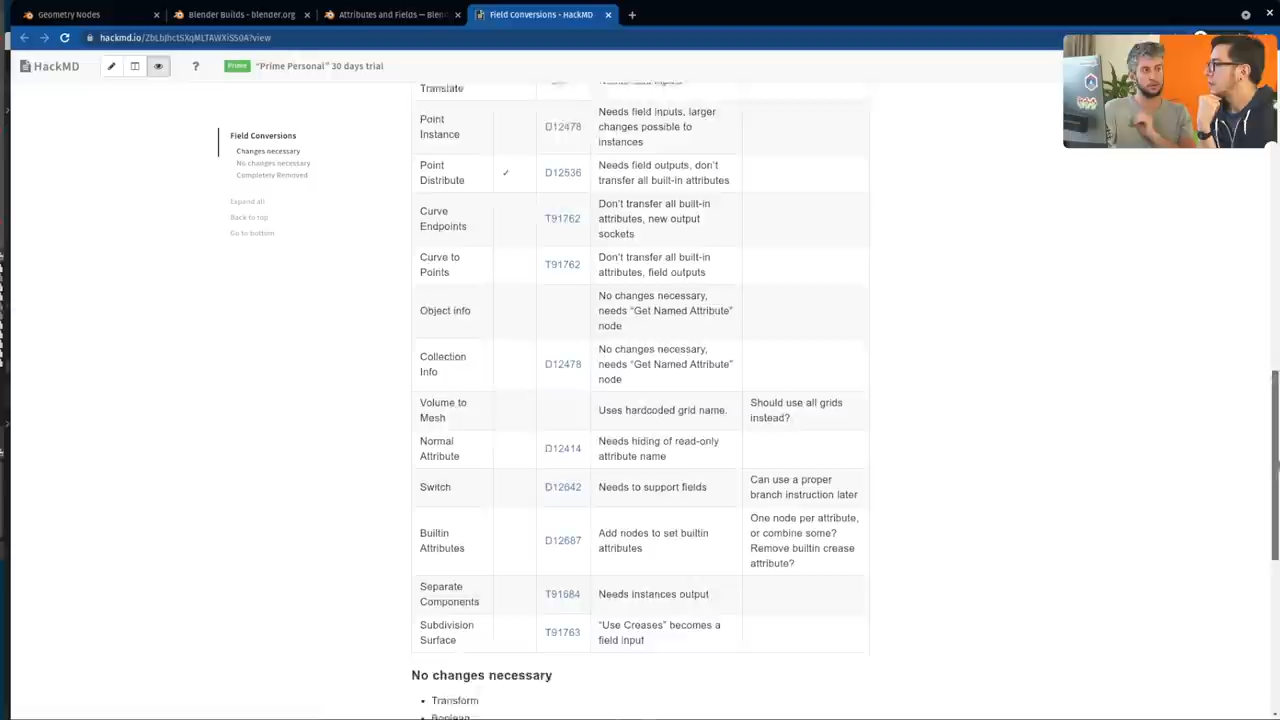 Geometry Nodes
Blender Builds - blender.org
Attributes and Fields — Blen
Field Conversions - HackMD
HackMD
?
Prime
“Prime Personal” 30 days trial
Field Conversions
Changes necessary
No changes necessary
Completely Removed
Expand all
Back to top
Go to bottom
Translate
Point
Instance
D12478
Needs field inputs, larger
changes possible to
instances
Point
Distribute
✓
D12536
Needs field outputs, don’t
transfer all built-in attributes
Curve
Endpoints
T91762
Don’t transfer all built-in
attributes, new output
sockets
Curve to
Points
T91762
Don’t transfer all built-in
attributes, field outputs
Object info
No changes necessary,
needs “Get Named Attribute”
node
Collection
Info
D12478
No changes necessary,
needs “Get Named Attribute”
node
Volume to
Mesh
Uses hardcoded grid name.
Should use all grids
instead?
Normal
Attribute
D12414
Needs hiding of read-only
attribute name
Switch
D12642
Needs to support fields
Can use a proper
branch instruction later
Builtin
Attributes
D12687
Add nodes to set builtin
attributes
One node per attribute,
or combine some?
Remove builtin crease
attribute?
Separate
Components
T91684
Needs instances output
Subdivision
Surface
T91763
“Use Creases” becomes a
field input
No changes necessary
• Transform
• Boolean